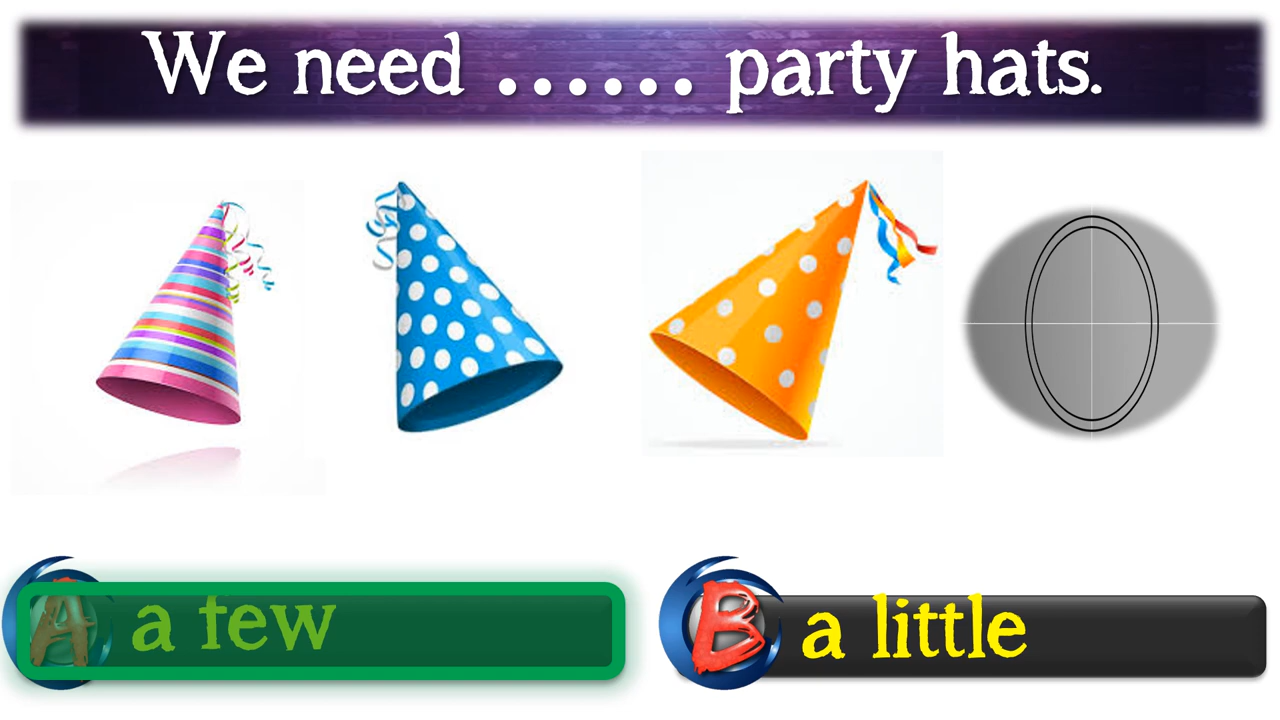 We need ...... party hats.
A a few
B a little